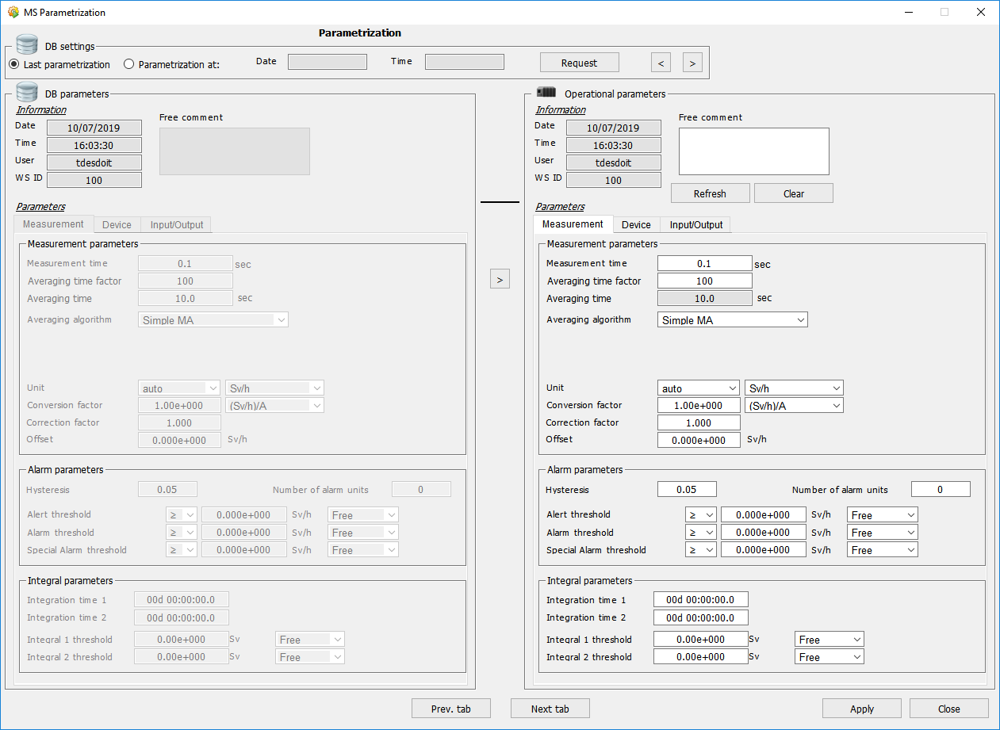 MS Parametrization
Parametrization
DB settings
Last parametrization Parametrization at: Date Time Request < >
DB parameters
Information
Date 10/07/2019 Free comment
Time 16:03:30
User tdesdoit
WS ID 100
Parameters
Measurement Device Input/Output
Measurement parameters
Measurement time 0.1 sec
Averaging time factor 100
Averaging time 10.0 sec
Averaging algorithm Simple MA
Unit auto Sv/h
Conversion factor 1.00e+000 (Sv/h)/A
Correction factor 1.000
Offset 0.000e+000 Sv/h
Alarm parameters
Hysteresis 0.05 Number of alarm units 0
Alert threshold ≥ 0.000e+000 Sv/h Free
Alarm threshold ≥ 0.000e+000 Sv/h Free
Special Alarm threshold ≥ 0.000e+000 Sv/h Free
Integral parameters
Integration time 1 00d 00:00:00.0
Integration time 2 00d 00:00:00.0
Integral 1 threshold 0.00e+000 Sv Free
Integral 2 threshold 0.00e+000 Sv Free
>
Operational parameters
Information
Date 10/07/2019 Free comment
Time 16:03:30
User tdesdoit
WS ID 100
Refresh Clear
Parameters
Measurement Device Input/Output
Measurement parameters
Measurement time 0.1 sec
Averaging time factor 100
Averaging time 10.0 sec
Averaging algorithm Simple MA
Unit auto Sv/h
Conversion factor 1.00e+000 (Sv/h)/A
Correction factor 1.000
Offset 0.000e+000 Sv/h
Alarm parameters
Hysteresis 0.05 Number of alarm units 0
Alert threshold ≥ 0.000e+000 Sv/h Free
Alarm threshold ≥ 0.000e+000 Sv/h Free
Special Alarm threshold ≥ 0.000e+000 Sv/h Free
Integral parameters
Integration time 1 00d 00:00:00.0
Integration time 2 00d 00:00:00.0
Integral 1 threshold 0.00e+000 Sv Free
Integral 2 threshold 0.00e+000 Sv Free
Prev. tab Next tab Apply Close